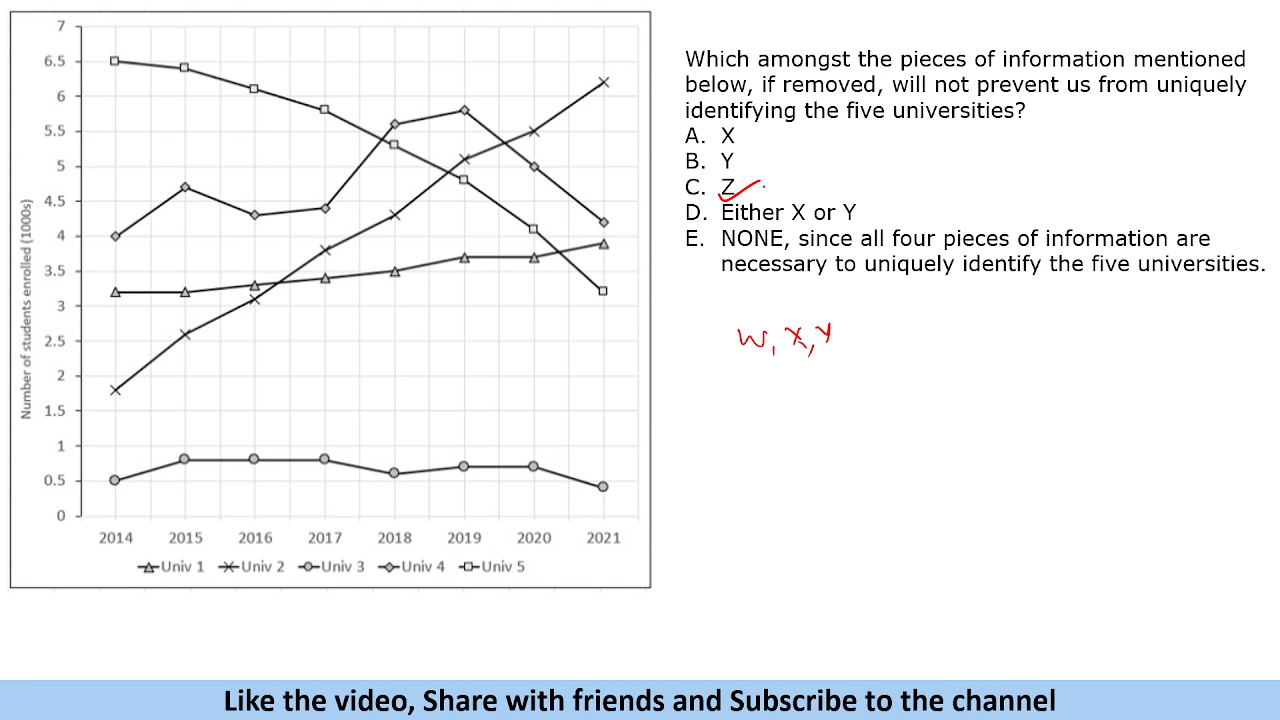 7
6.5
6
5.5
5
4.5
4
3.5
3
2.5
2
1.5
1
0.5
0
Number of students enrolled (1000s)
2014 2015 2016 2017 2018 2019 2020 2021
Univ 1 Univ 2 Univ 3 Univ 4 Univ 5
Which amongst the pieces of information mentioned
below, if removed, will not prevent us from uniquely
identifying the five universities?
A. X
B. Y
C. Z
D. Either X or Y
E. NONE, since all four pieces of information are
necessary to uniquely identify the five universities.
W, X, Y
Like the video, Share with friends and Subscribe to the channel